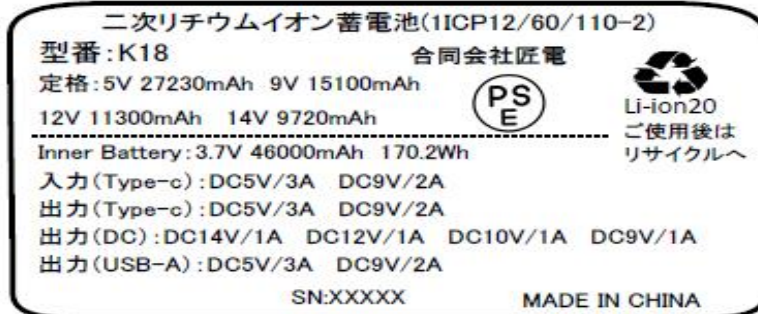 二次リチウムイオン蓄電池(1ICP12/60/110-2)
型番:K18
合同会社匠電
定格:5V 27230mAh 9V 15100mAh
12V 11300mAh 14V 9720mAh
PS
E
Li-ion20
ご使用後は
リサイクルへ
Inner Battery:3.7V 46000mAh 170.2Wh
入力(Type-c):DC5V/3A DC9V/2A
出力(Type-c):DC5V/3A DC9V/2A
出力(DC):DC14V/1A DC12V/1A DC10V/1A DC9V/1A
出力(USB-A):DC5V/3A DC9V/2A
SN:XXXXX
MADE IN CHINA